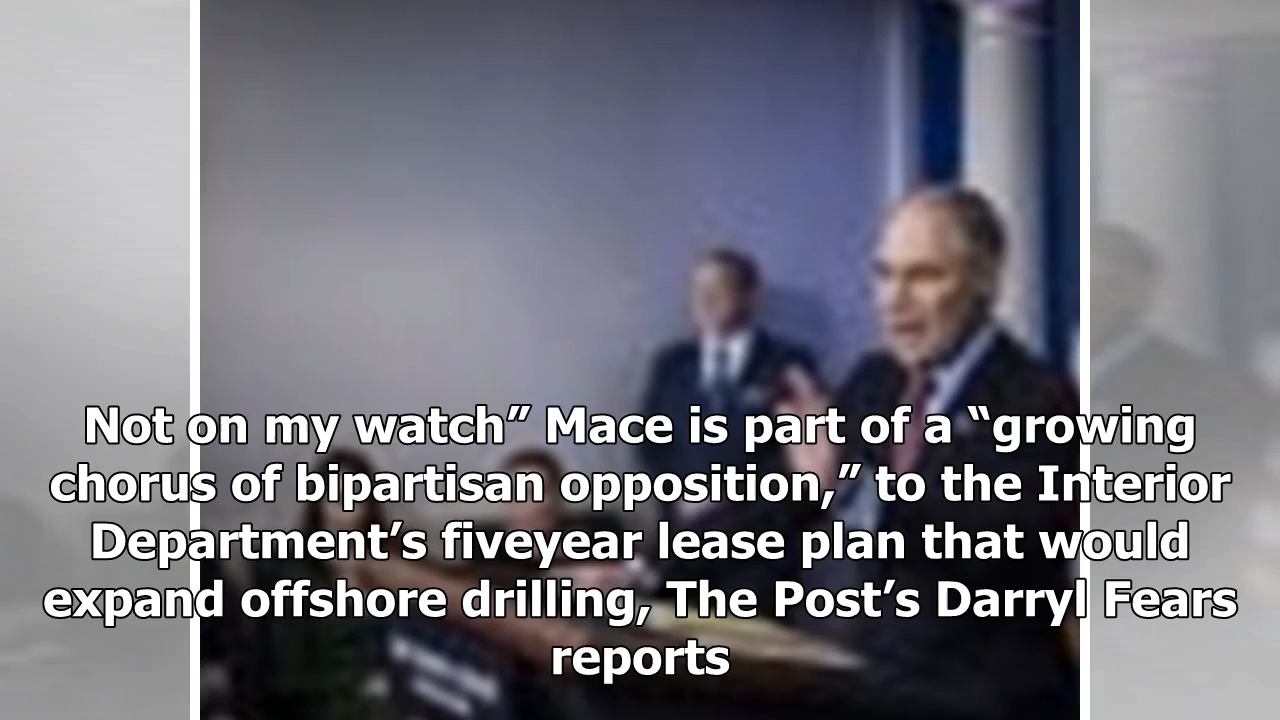 Not on my watch” Mace is part of a “growing
chorus of bipartisan opposition,” to the Interior
Department’s fiveyear lease plan that would
expand offshore drilling, The Post’s Darryl Fears
reports